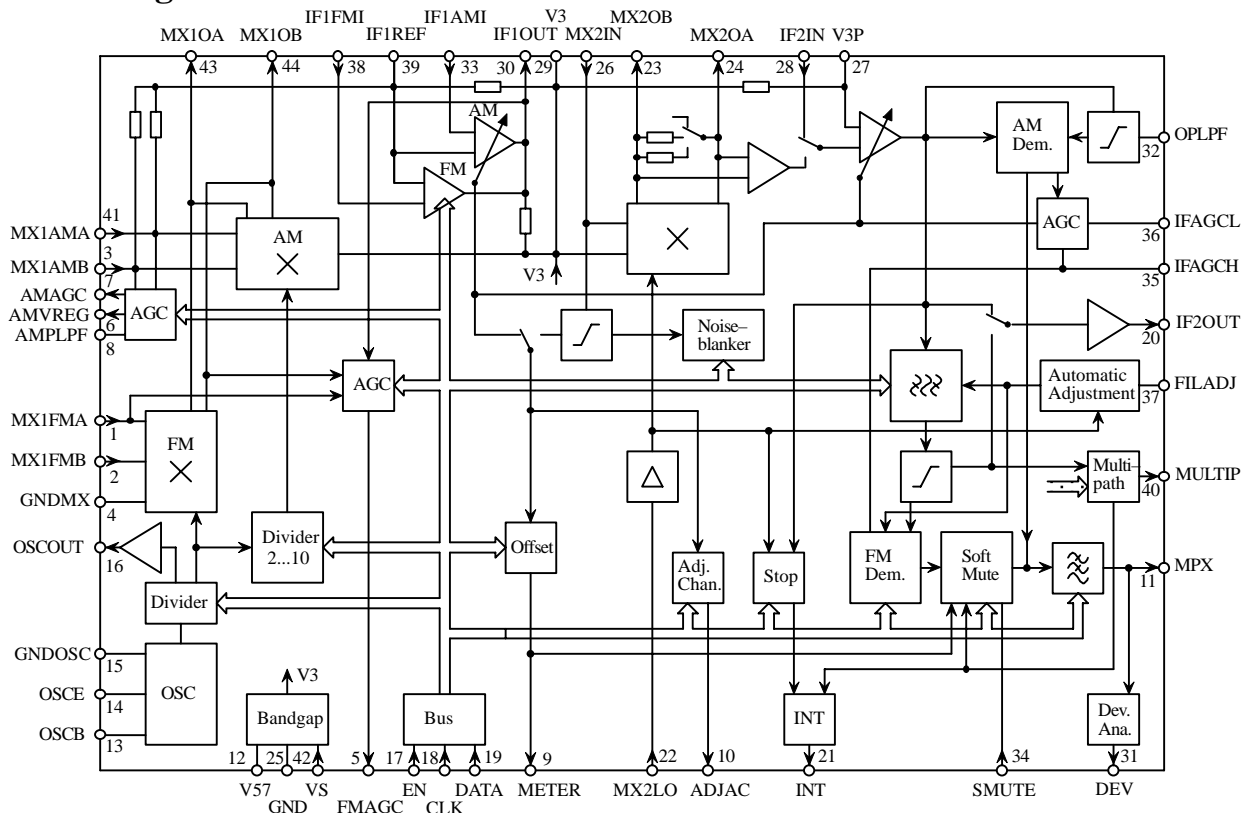 IF1FMI IF1AMI V3 MX2OB
MX1OA MX1OB IF1REF IF1OUT MX2IN MX2OA IF2IN V3P
43 44 38 39 33 30 29 26 23 24 28 27
AM
FM
AM
Dem.
OPLPF
32
41
MX1AMA
3
MX1AMB
7
AMAGC
AMVREG
6
AMPLPF
8
AM
AGC
V3
AGC
IFAGCL
36
IFAGCH
35
Noise–
blanker
IF2OUT
20
AGC
Automatic
Adjustment
FILADJ
37
MX1FMA
1
MX1FMB
2
GNDMX
4
FM
Multi–
path
MULTIP
40
OSCOUT
16
Divider
2...10
Offset
Adj.
Chan.
Stop
FM
Dem.
Soft
Mute
MPX
11
Divider
GNDOSC
15
OSCE
14
OSCB
13
OSC
V3
Bandgap
Bus
INT
Dev.
Ana.
12 25 42 5 17 18 19 9 22 10 21 34 31
V57 VS EN DATA METER MX2LO ADJAC INT SMUTE DEV
GND FMAGC CLK